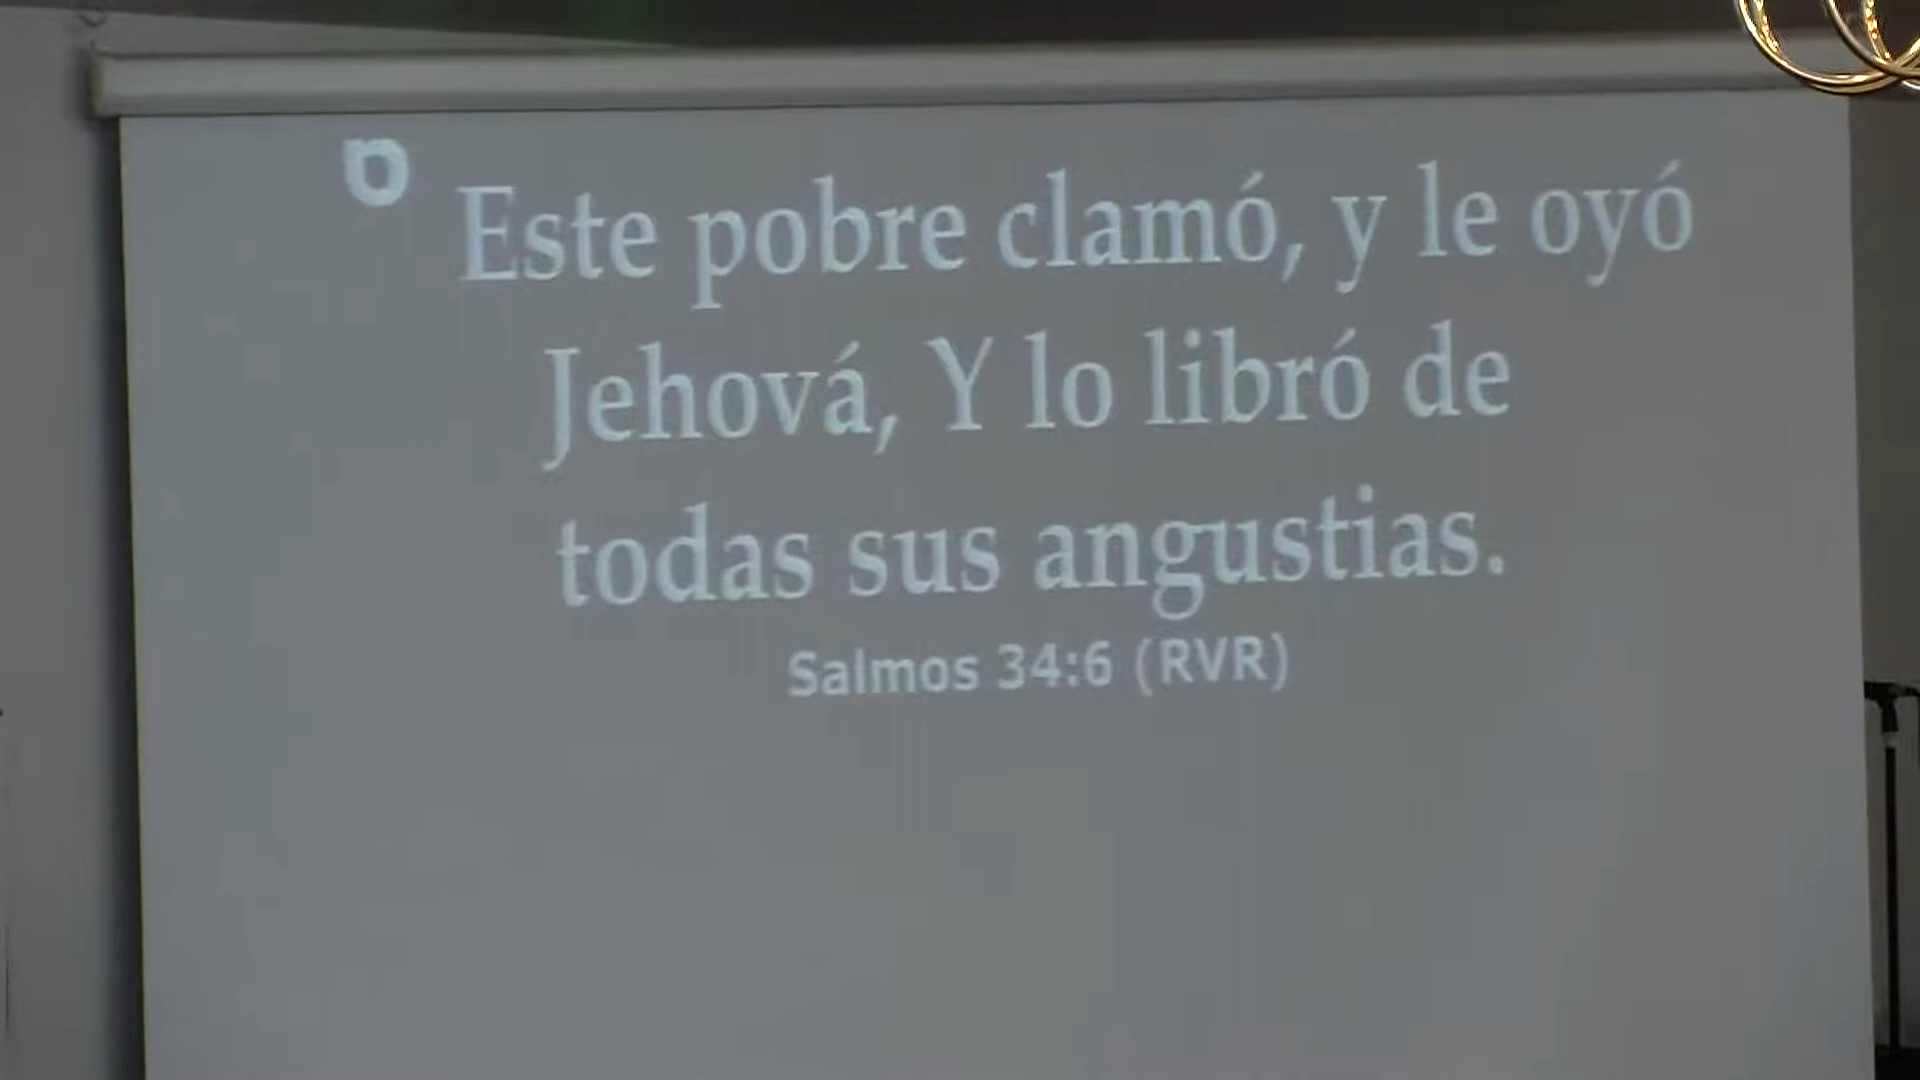 Este pobre clamó, y le oyó
Jehová, Y lo libró de
todas sus angustias.
Salmos 34:6 (RVR)